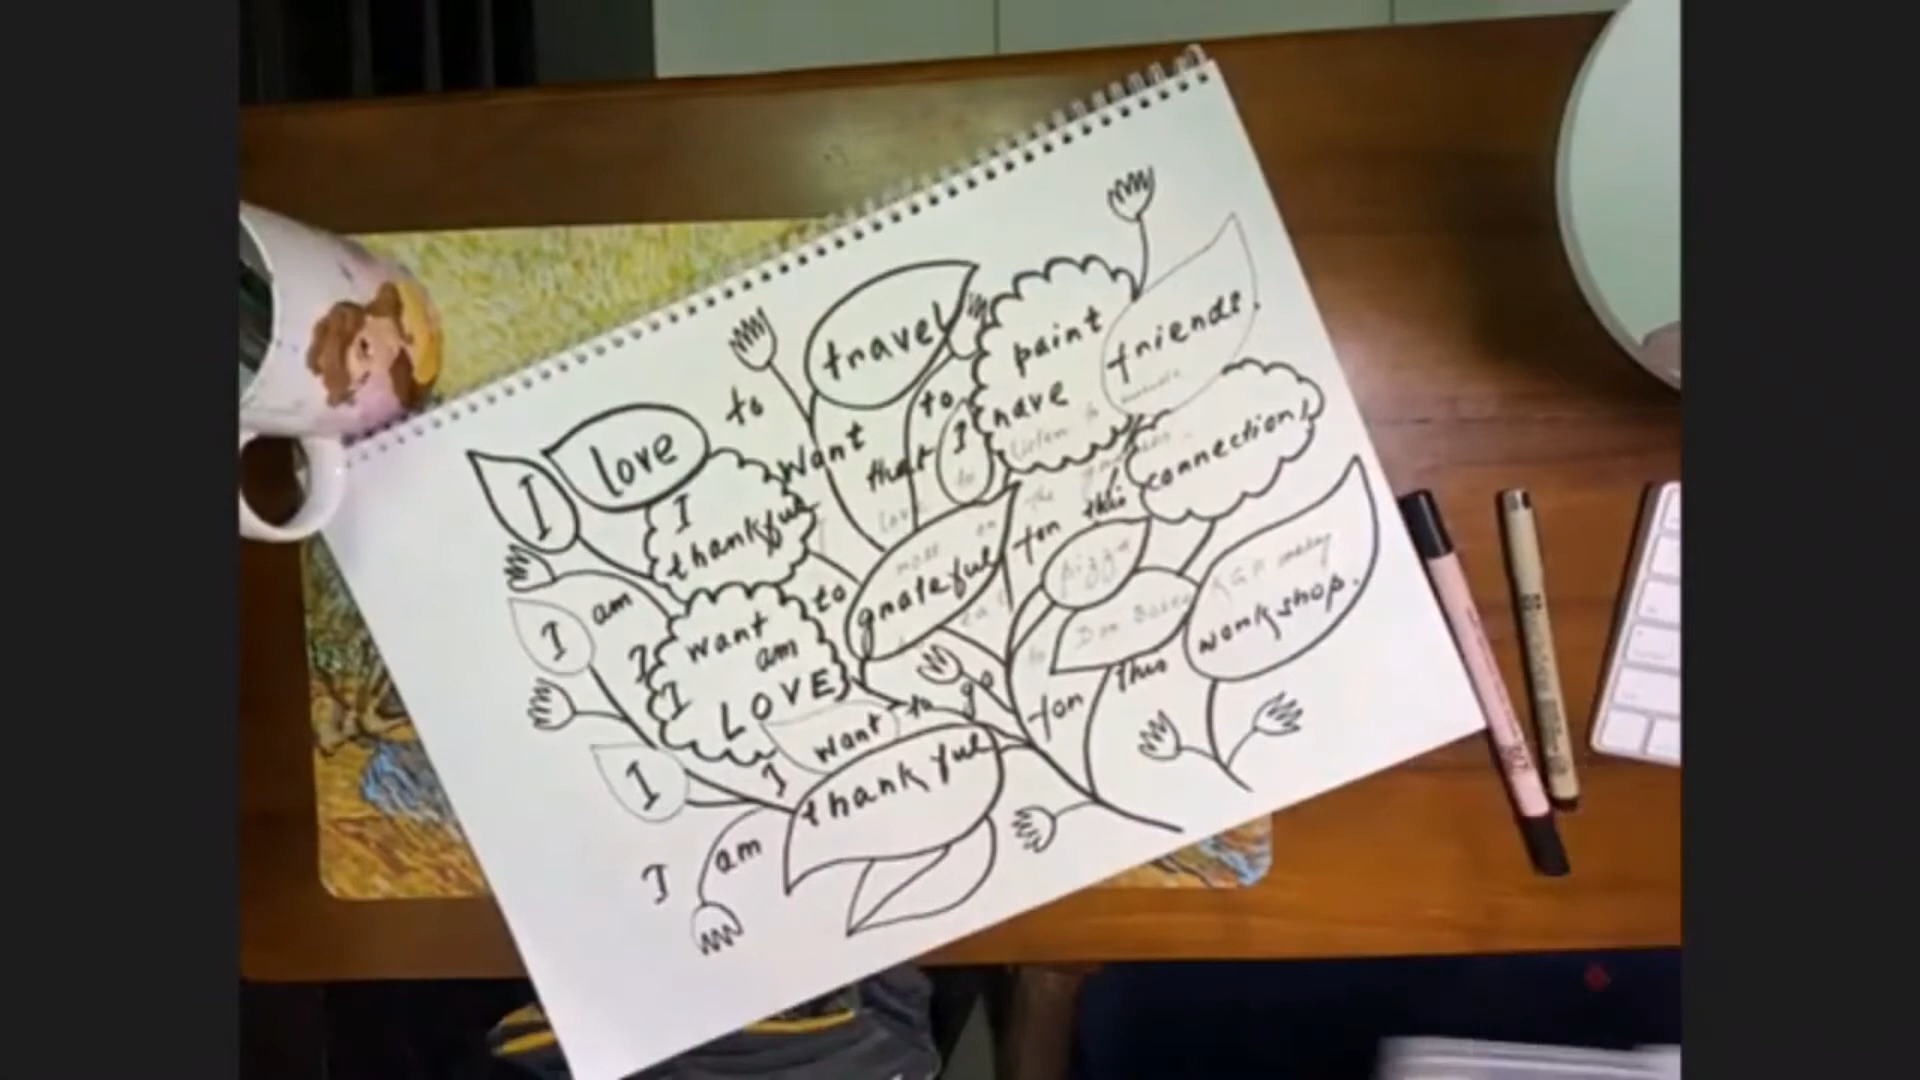 I love to travel
I want to paint
I am thankful that I have friends.
I want to
I am grateful for this connection!
I LOVE pizza
I want to go
I am thankful for this workshop.